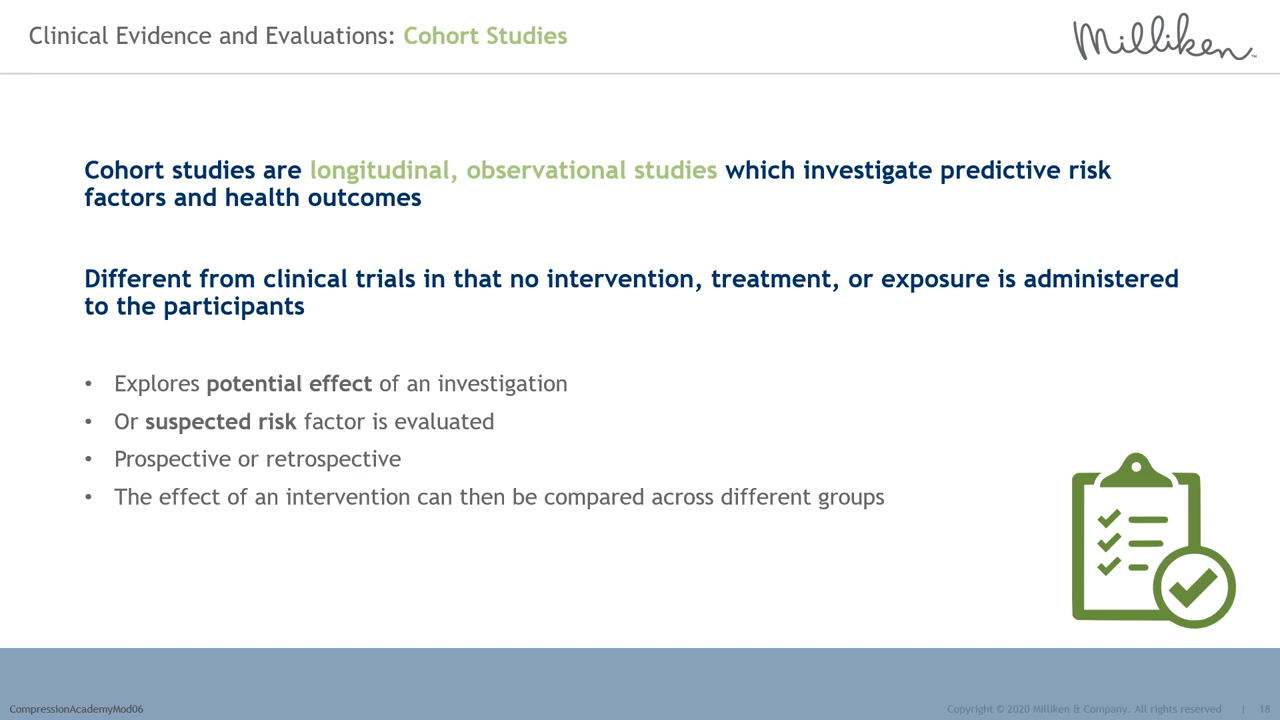 Clinical Evidence and Evaluations: Cohort Studies
Milliken™
Cohort studies are longitudinal, observational studies which investigate predictive risk
factors and health outcomes
Different from clinical trials in that no intervention, treatment, or exposure is administered
to the participants
• Explores potential effect of an investigation
• Or suspected risk factor is evaluated
• Prospective or retrospective
• The effect of an intervention can then be compared across different groups
CompressionAcademyMod06
Copyright © 2020 Milliken & Company. All rights reserved | 18